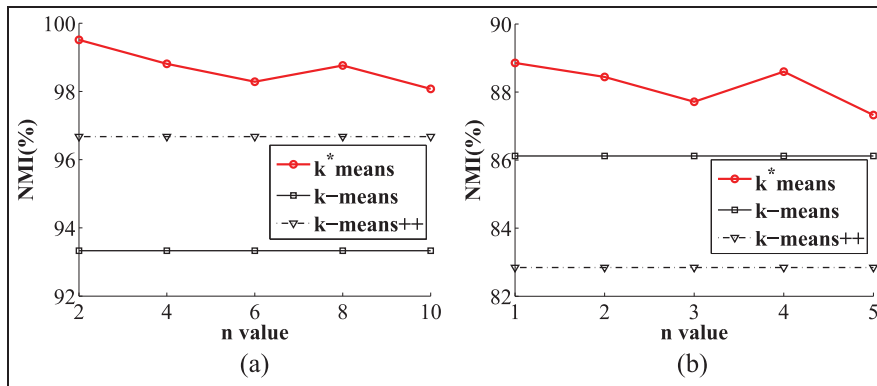 100
98
96
94
92
NMI(%)
k*means
k−means
k−means++
2
4
6
8
10
n value
(a)
90
88
86
84
82
NMI(%)
k*means
k−means
k−means++
1
2
3
4
5
n value
(b)